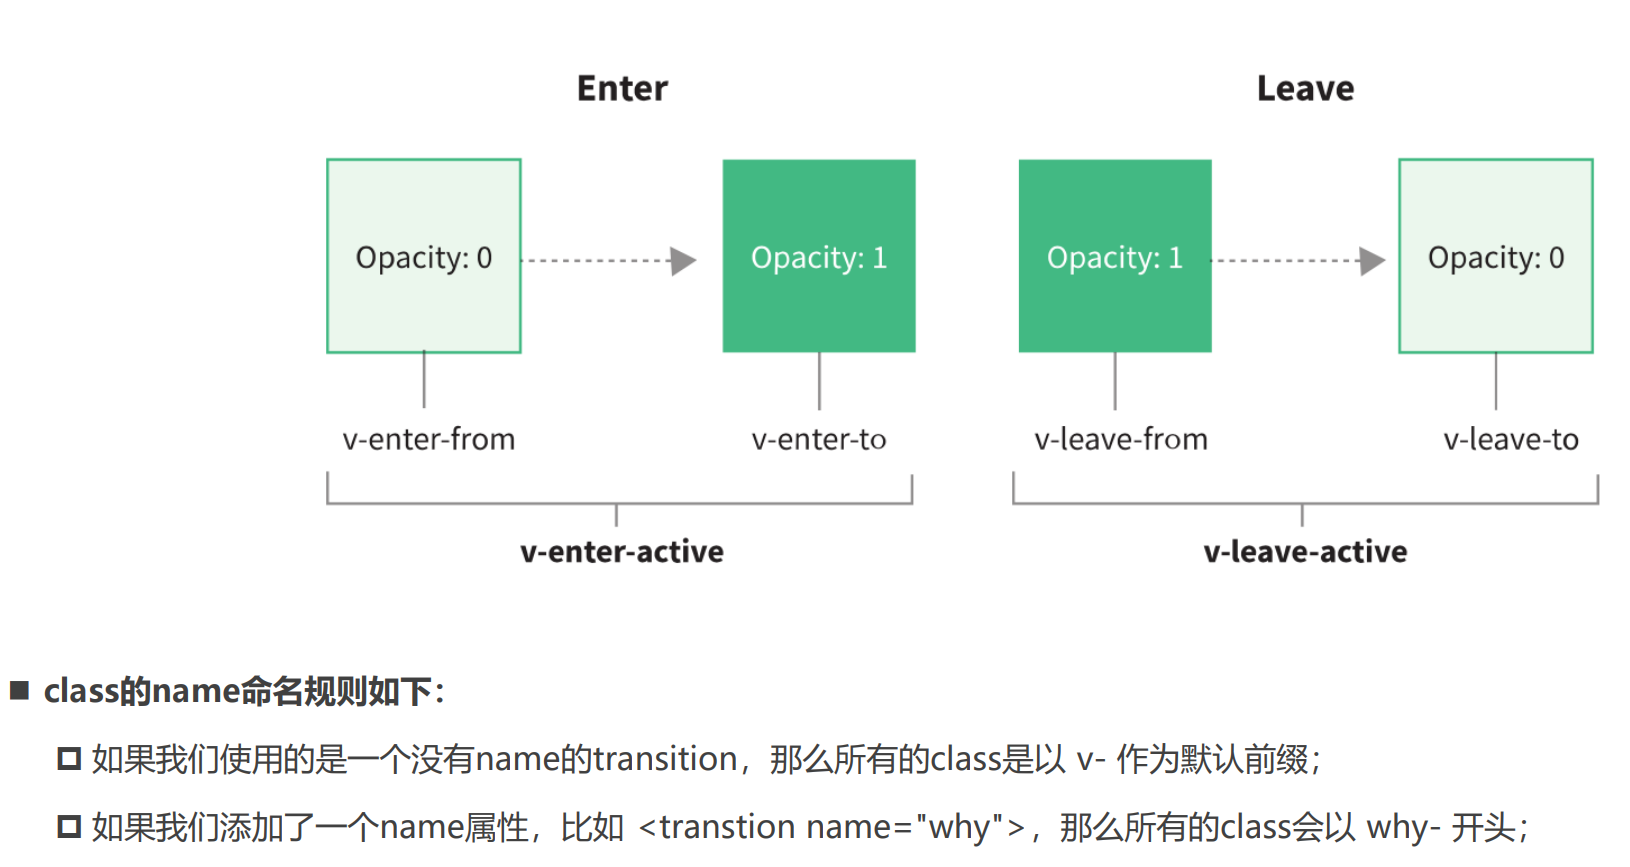 Enter
Leave
Opacity: 0
Opacity: 1
Opacity: 1
Opacity: 0
v-enter-from
v-enter-to
v-leave-from
v-leave-to
v-enter-active
v-leave-active
class的name命名规则如下：
如果我们使用的是一个没有name的transition，那么所有的class是以 v- 作为默认前缀；
如果我们添加了一个name属性，比如 <transtion name="why">，那么所有的class会以 why- 开头；